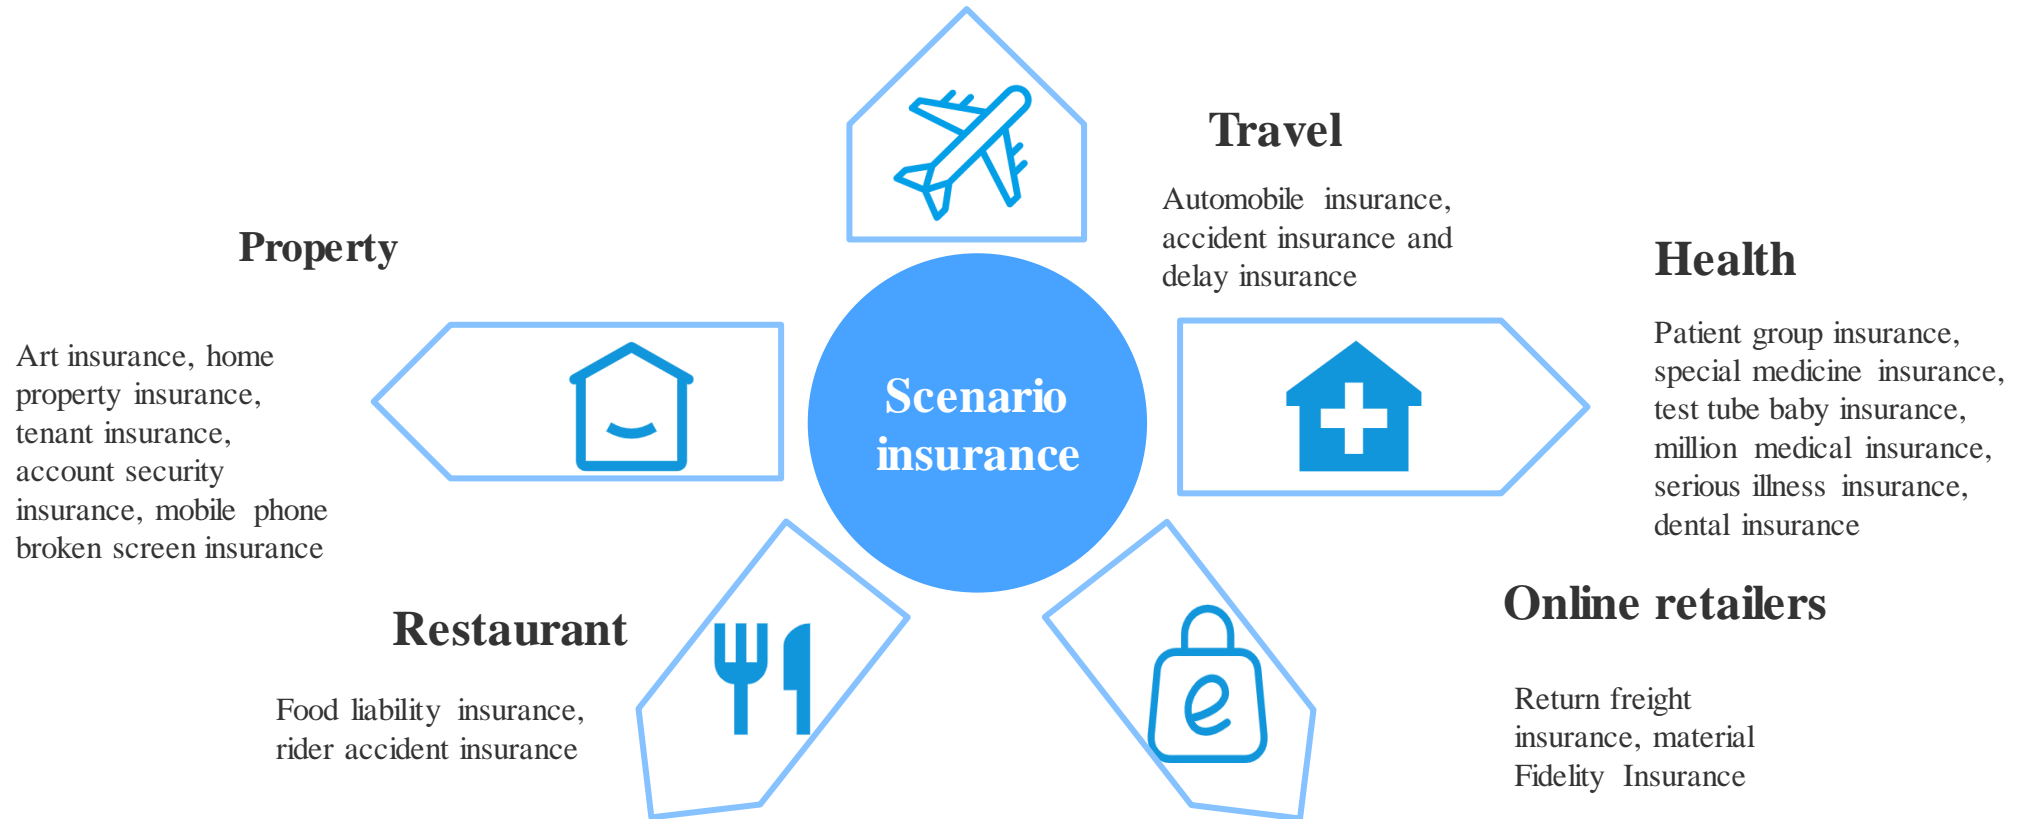 Travel
Automobile insurance,
accident insurance and
delay insurance
Property
Art insurance, home
property insurance,
tenant insurance,
account security
insurance, mobile phone
broken screen insurance
Scenario
insurance
Health
Patient group insurance,
special medicine insurance,
test tube baby insurance,
million medical insurance,
serious illness insurance,
dental insurance
Restaurant
Food liability insurance,
rider accident insurance
Online retailers
Return freight
insurance, material
Fidelity Insurance
e